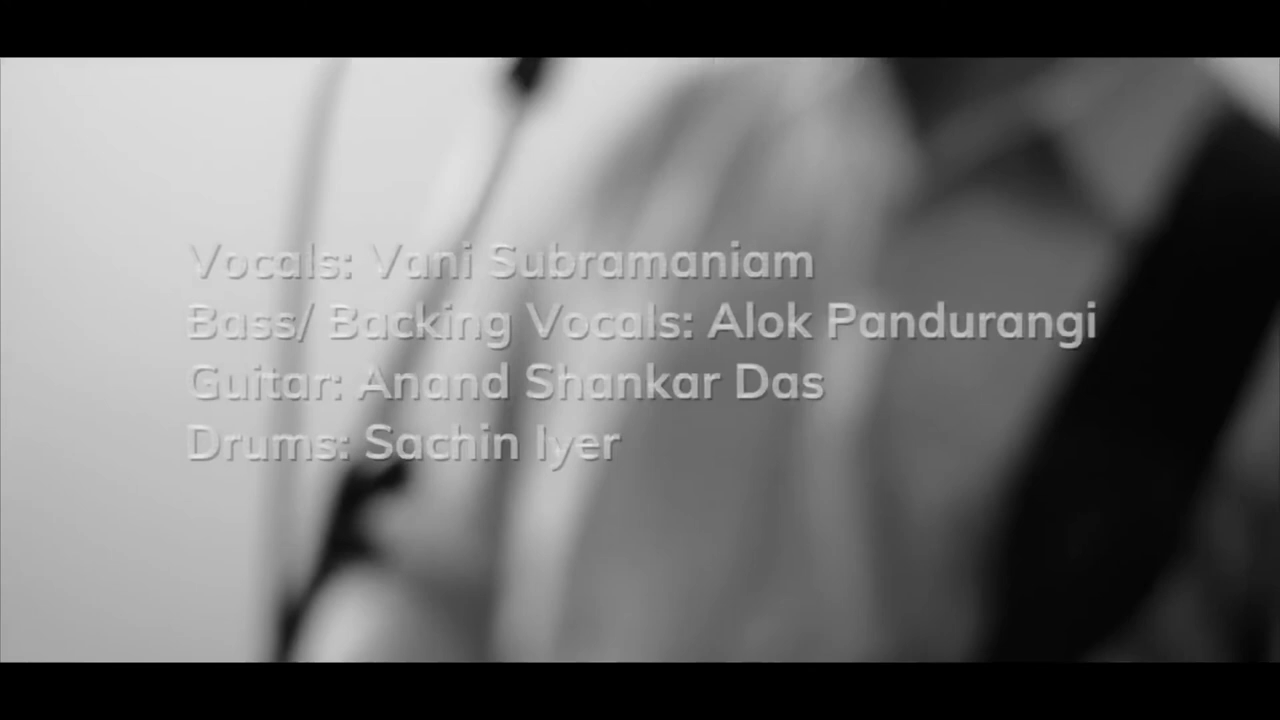 Vocals: Vani Subramaniam
Bass/ Backing Vocals: Alok Pandurangi
Guitar: Anand Shankar Das
Drums: Sachin Iyer